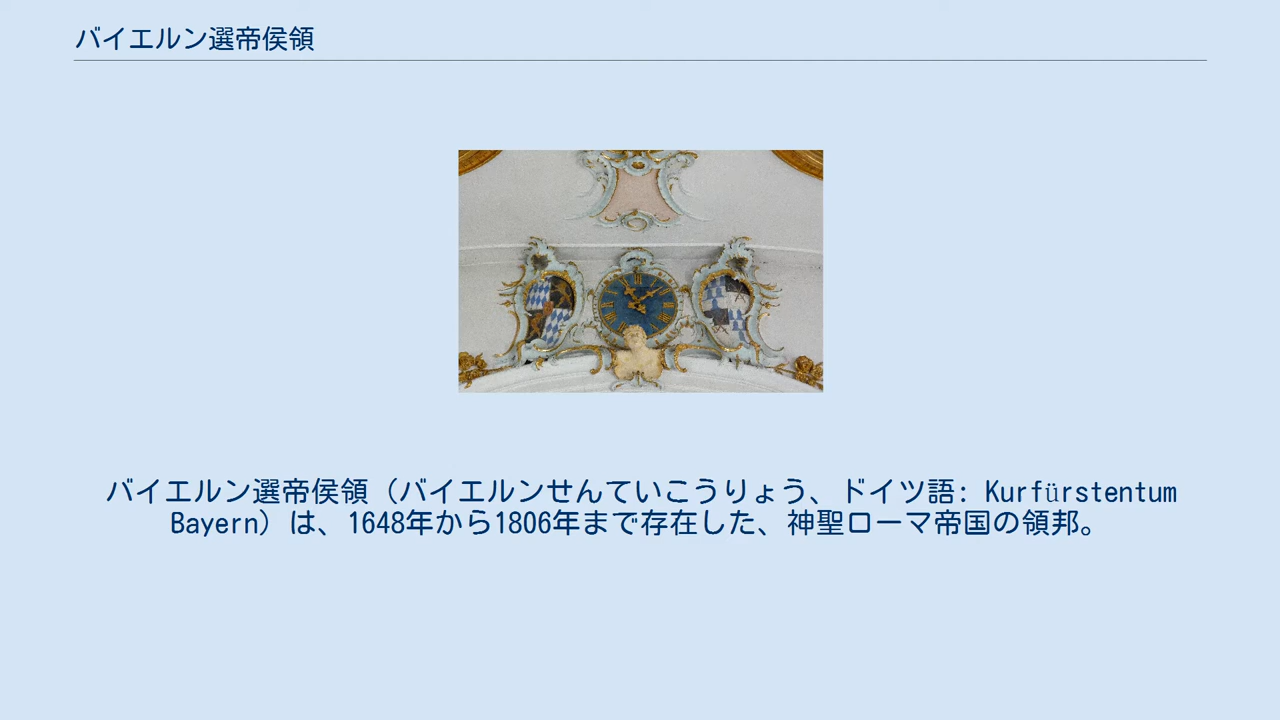 バイエルン選帝侯領
バイエルン選帝侯領（バイエルンせんていこうりょう、ドイツ語: Kurfürstentum
Bayern）は、1648年から1806年まで存在した、神聖ローマ帝国の領邦。